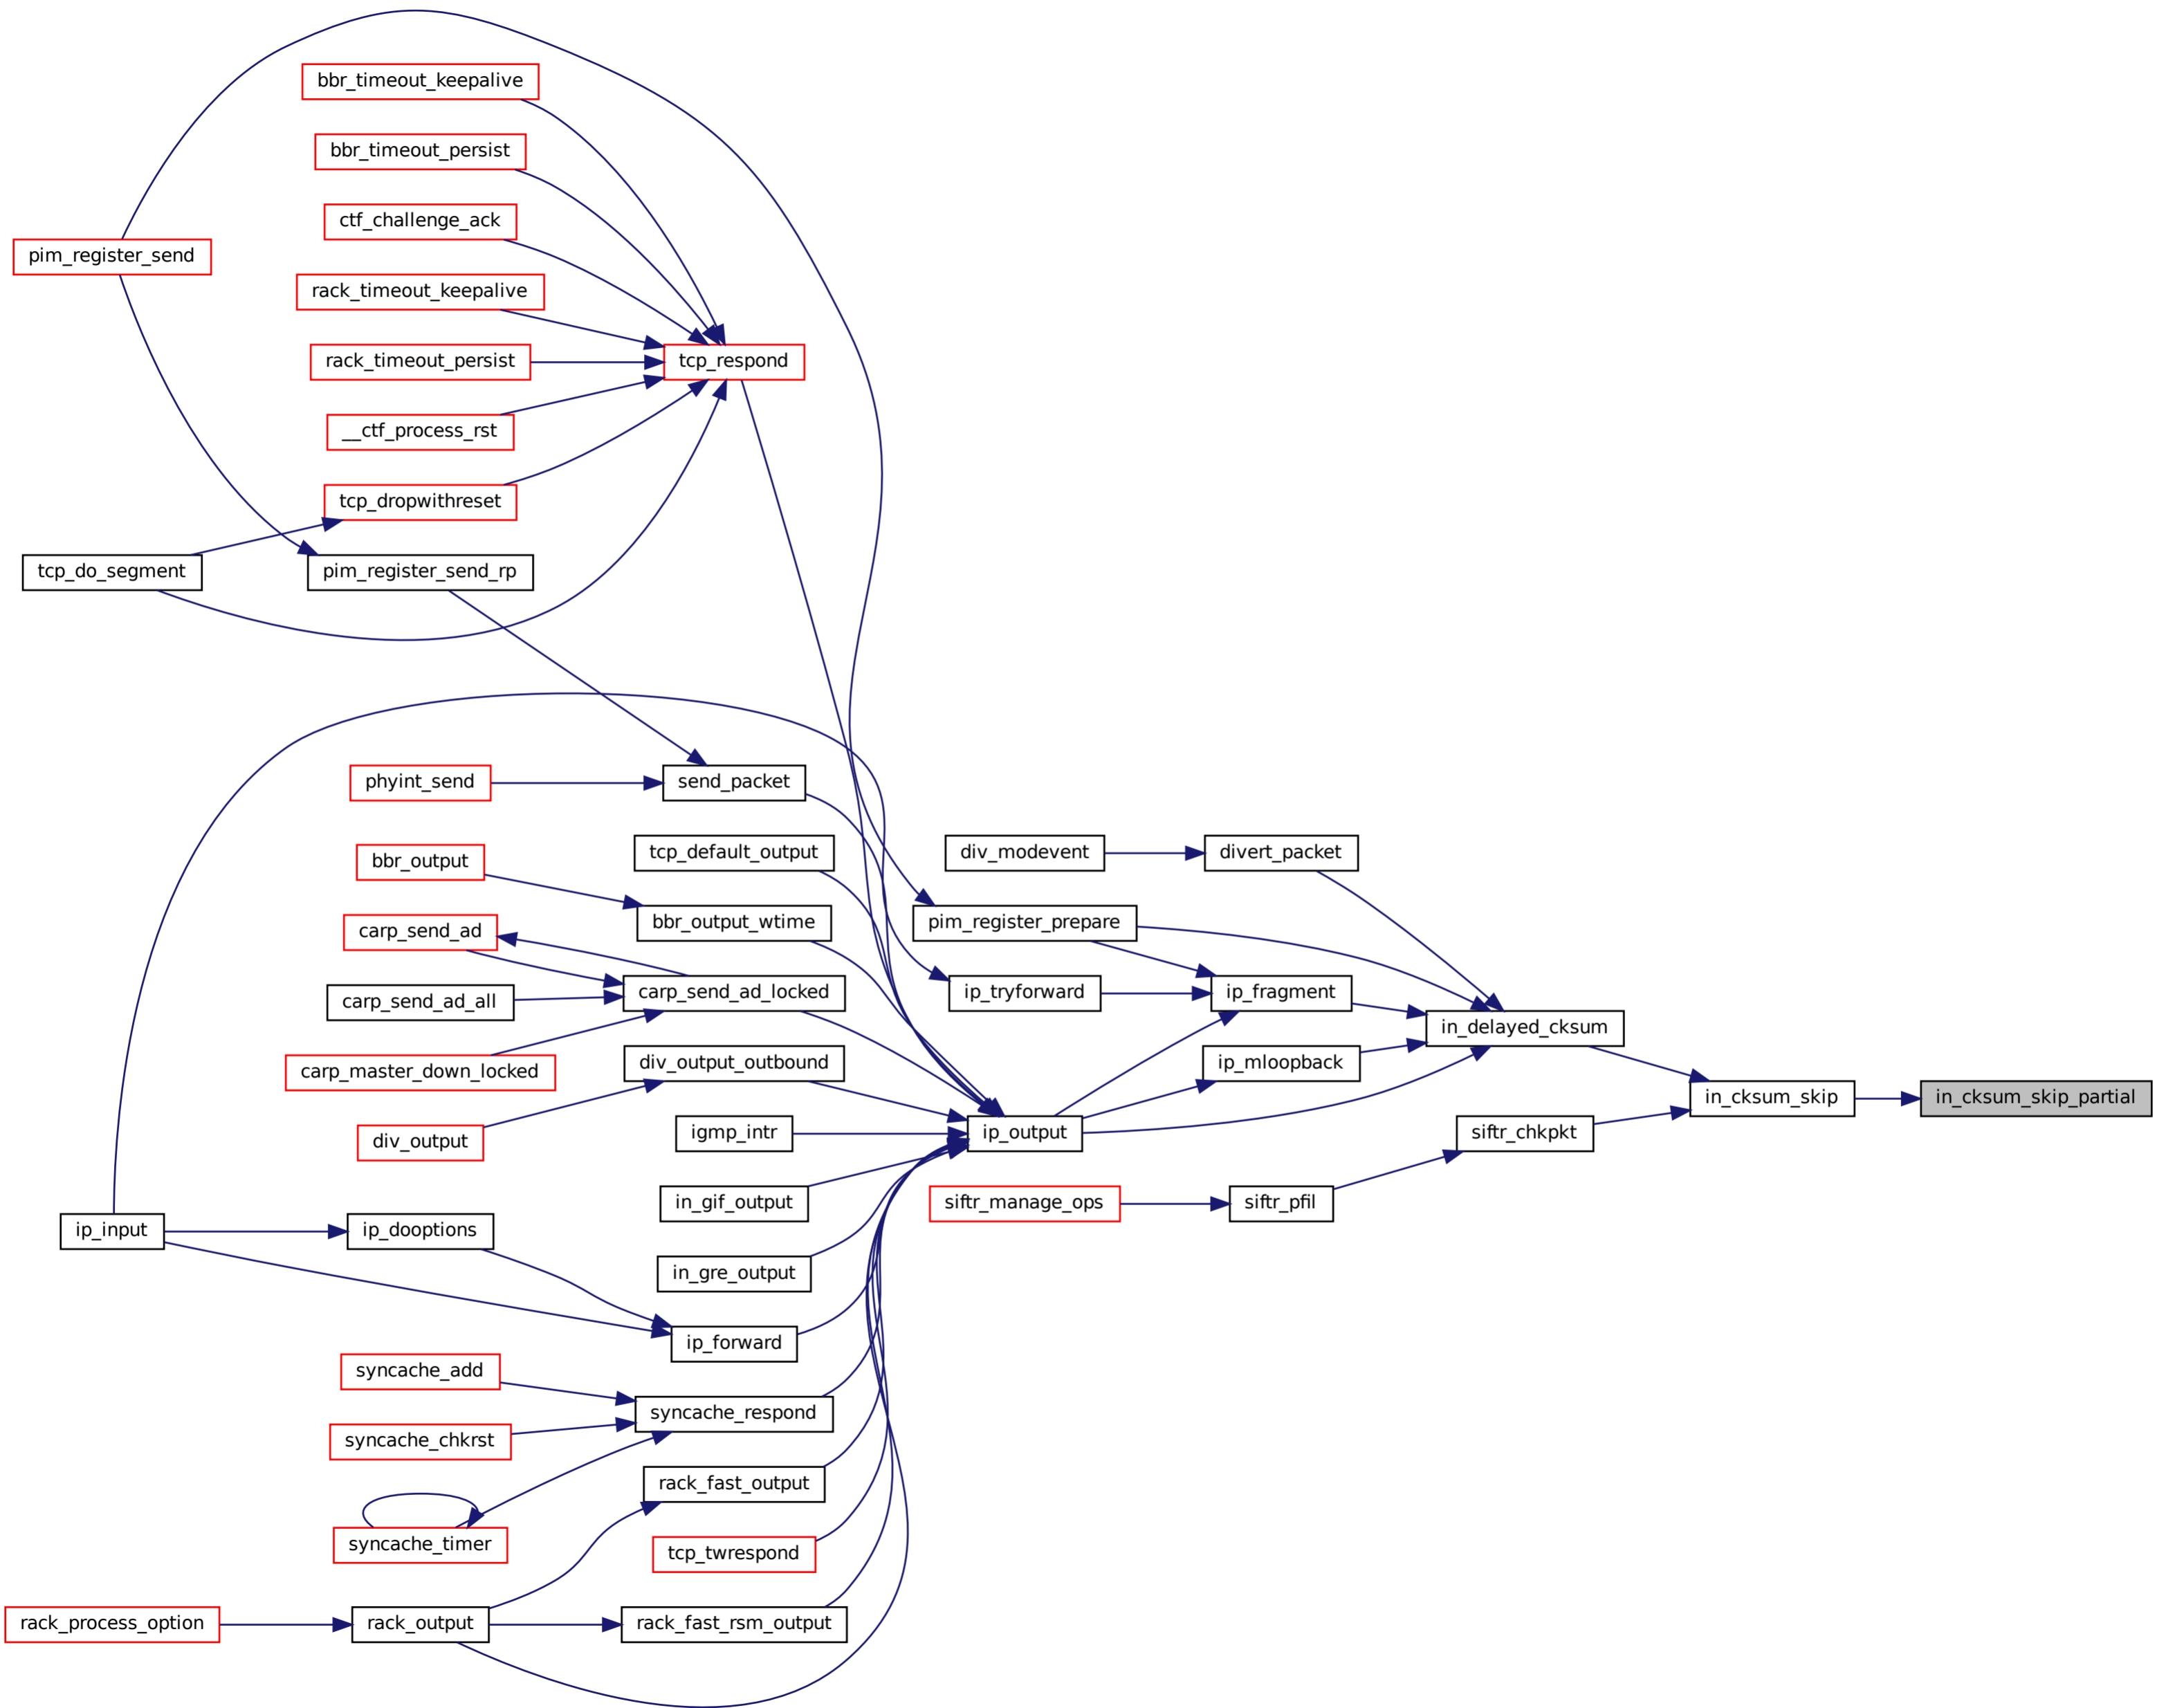 bbr_timeout_keepalive
bbr_timeout_persist
ctf_challenge_ack
pim_register_send
rack_timeout_keepalive
rack_timeout_persist
tcp_respond
__ctf_process_rst
tcp_dropwithreset
tcp_do_segment
pim_register_send_rp
phyint_send
send_packet
bbr_output
tcp_default_output
div_modevent
divert_packet
carp_send_ad
bbr_output_wtime
pim_register_prepare
carp_send_ad_all
carp_send_ad_locked
ip_tryforward
ip_fragment
in_delayed_cksum
carp_master_down_locked
div_output_outbound
ip_mloopback
in_cksum_skip
in_cksum_skip_partial
div_output
igmp_intr
ip_output
siftr_chkpkt
in_gif_output
siftr_manage_ops
siftr_pfil
ip_input
ip_dooptions
in_gre_output
ip_forward
syncache_add
syncache_respond
syncache_chkrst
rack_fast_output
syncache_timer
tcp_twrespond
rack_process_option
rack_output
rack_fast_rsm_output